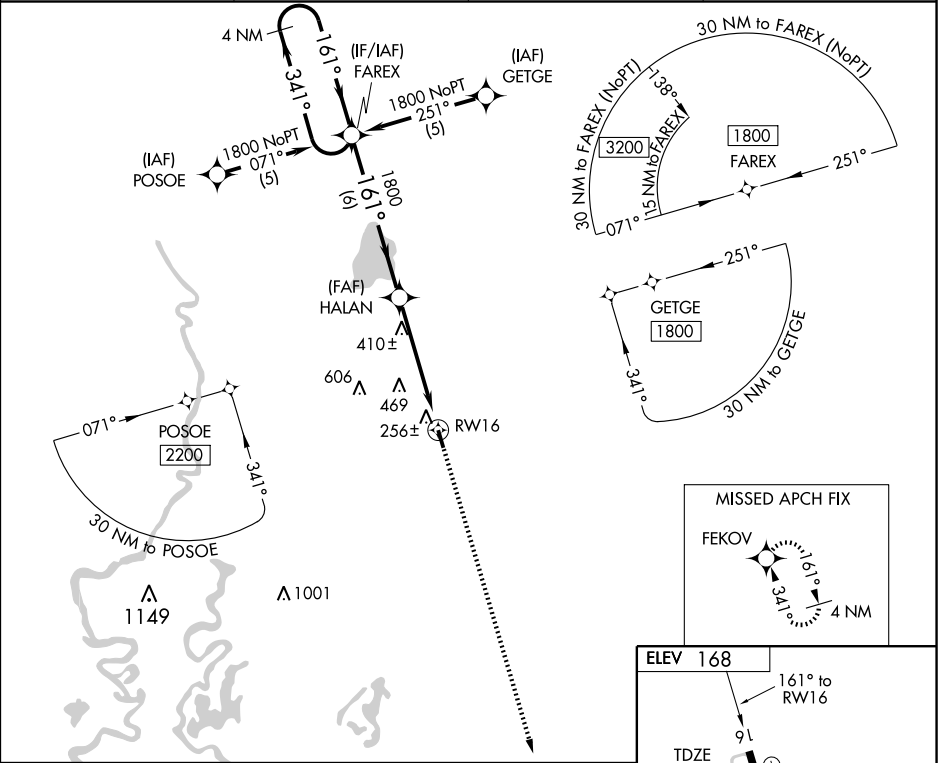 4 NM
161°
341°
(IF/IAF)
FAREX
(IAF)
GETGE
1800 NoPT
251°
(5)
(IAF)
POSOE
1800 NoPT
071°
(5)
1800
161°
(6)
(FAF)
HALAN
410±
606
469
256±
RW16
30 NM to FAREX (NoPT)
30 NM to FAREX (NoPT)
138°
15 NM to FAREX
3200
1800
FAREX
251°
071°
251°
GETGE
1800
341°
30 NM to GETGE
071°
POSOE
2200
341°
30 NM to POSOE
1149
1001
MISSED APCH FIX
FEKOV
161°
341°
4 NM
ELEV 168
161° to
RW16
16
TDZE